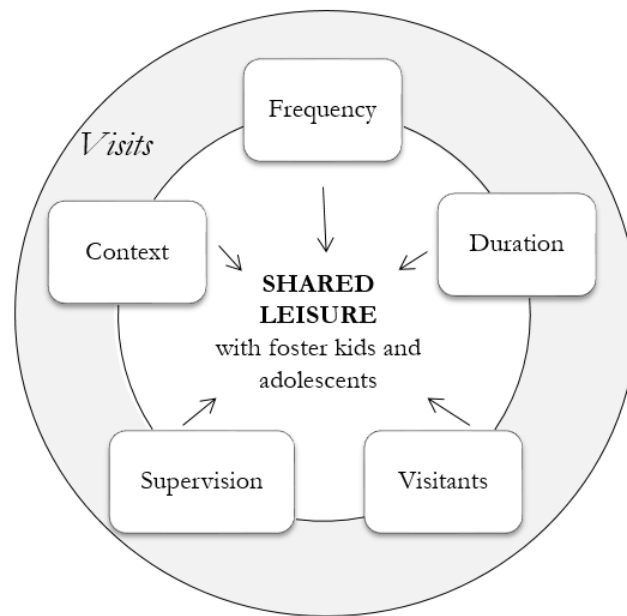 Frequency
Visits
Context
Duration
SHARED
LEISURE
with foster kids and
adolescents
Supervision
Visitants